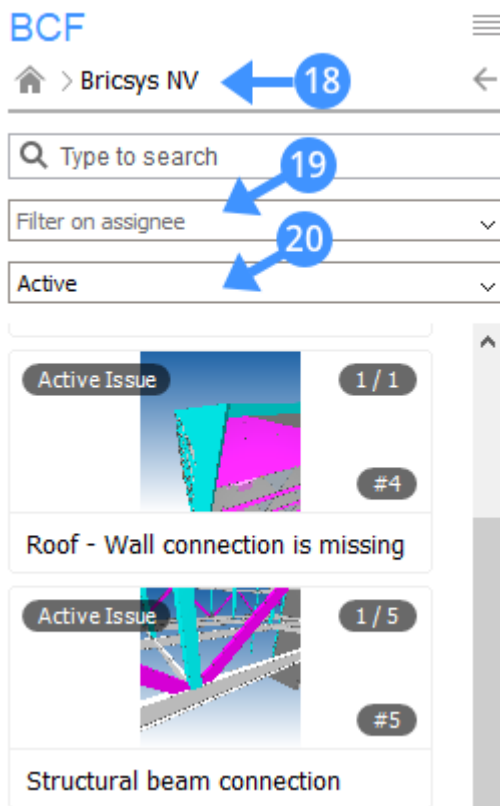 BCF
> Bricsys NV 18
Type to search
19
Filter on assignee
20
Active
Active Issue 1 / 1
#4
Roof - Wall connection is missing
Active Issue 1 / 5
#5
Structural beam connection